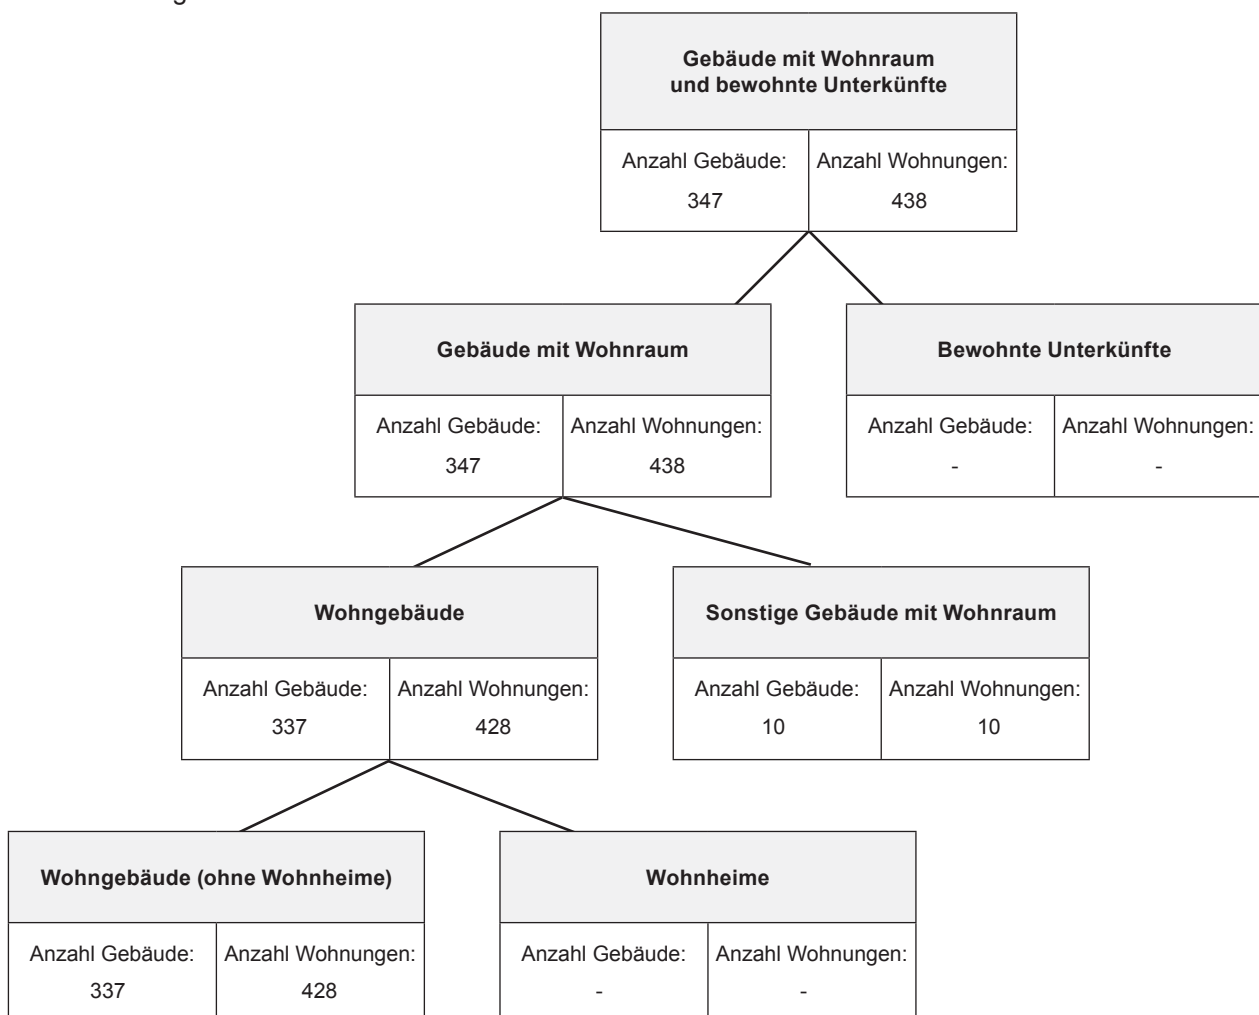 Gebäude mit Wohnraum
und bewohnte Unterkünfte
Anzahl Gebäude: Anzahl Wohnungen:
347 438
Gebäude mit Wohnraum Bewohnte Unterkünfte
Anzahl Gebäude: Anzahl Wohnungen: Anzahl Gebäude: Anzahl Wohnungen:
347 438 - -
Wohngebäude Sonstige Gebäude mit Wohnraum
Anzahl Gebäude: Anzahl Wohnungen: Anzahl Gebäude: Anzahl Wohnungen:
337 428 10 10
Wohngebäude (ohne Wohnheime) Wohnheime
Anzahl Gebäude: Anzahl Wohnungen: Anzahl Gebäude: Anzahl Wohnungen:
337 428 - -